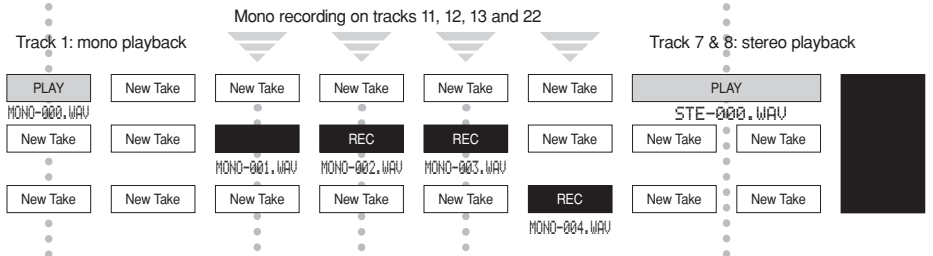 Mono recording on tracks 11, 12, 13 and 22
Track 1: mono playback
Track 7 & 8: stereo playback
PLAY New Take New Take New Take New Take New Take PLAY
MONO-000.WAV STE-000.WAV
New Take New Take REC REC New Take New Take New Take
MONO-001.WAV MONO-002.WAV MONO-003.WAV
New Take New Take New Take New Take New Take REC New Take New Take
MONO-004.WAV